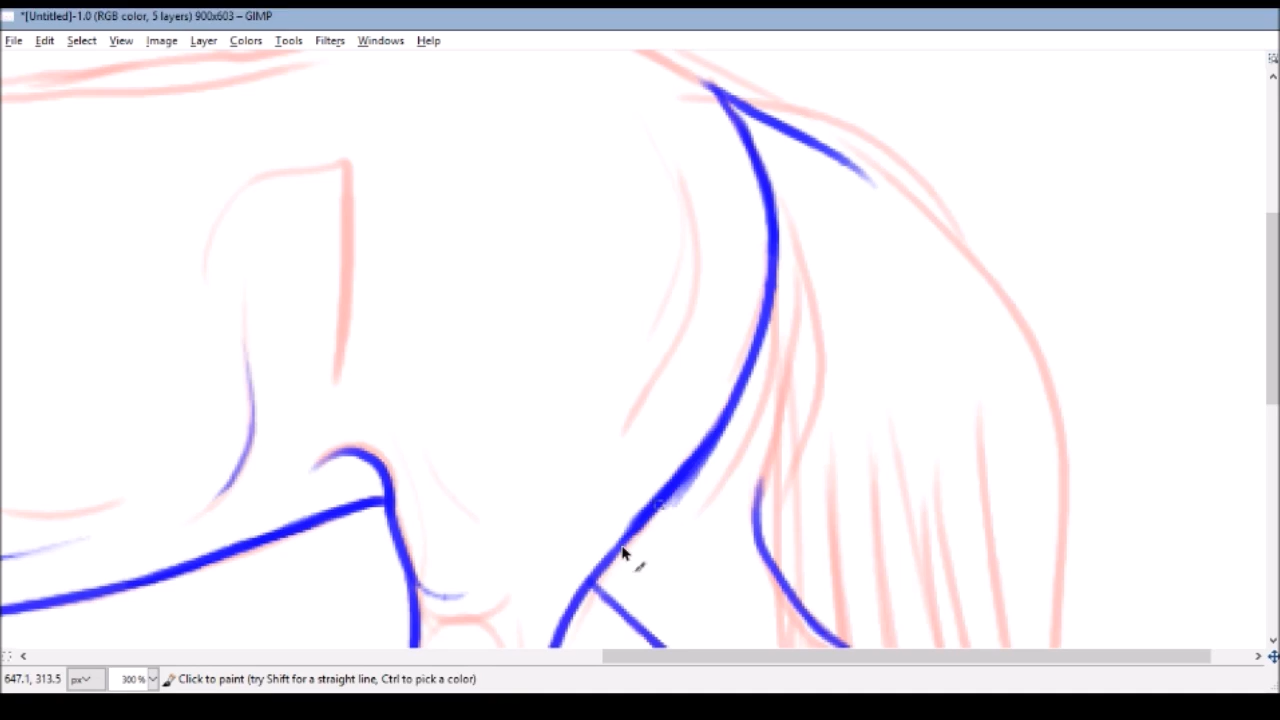 *[Untitled]-1.0 (RGB color, 5 layers) 900x603 – GIMP
File Edit Select View Image Layer Colors Tools Filters Windows Help
647.1, 313.5 px 300 % Click to paint (try Shift for a straight line, Ctrl to pick a color)